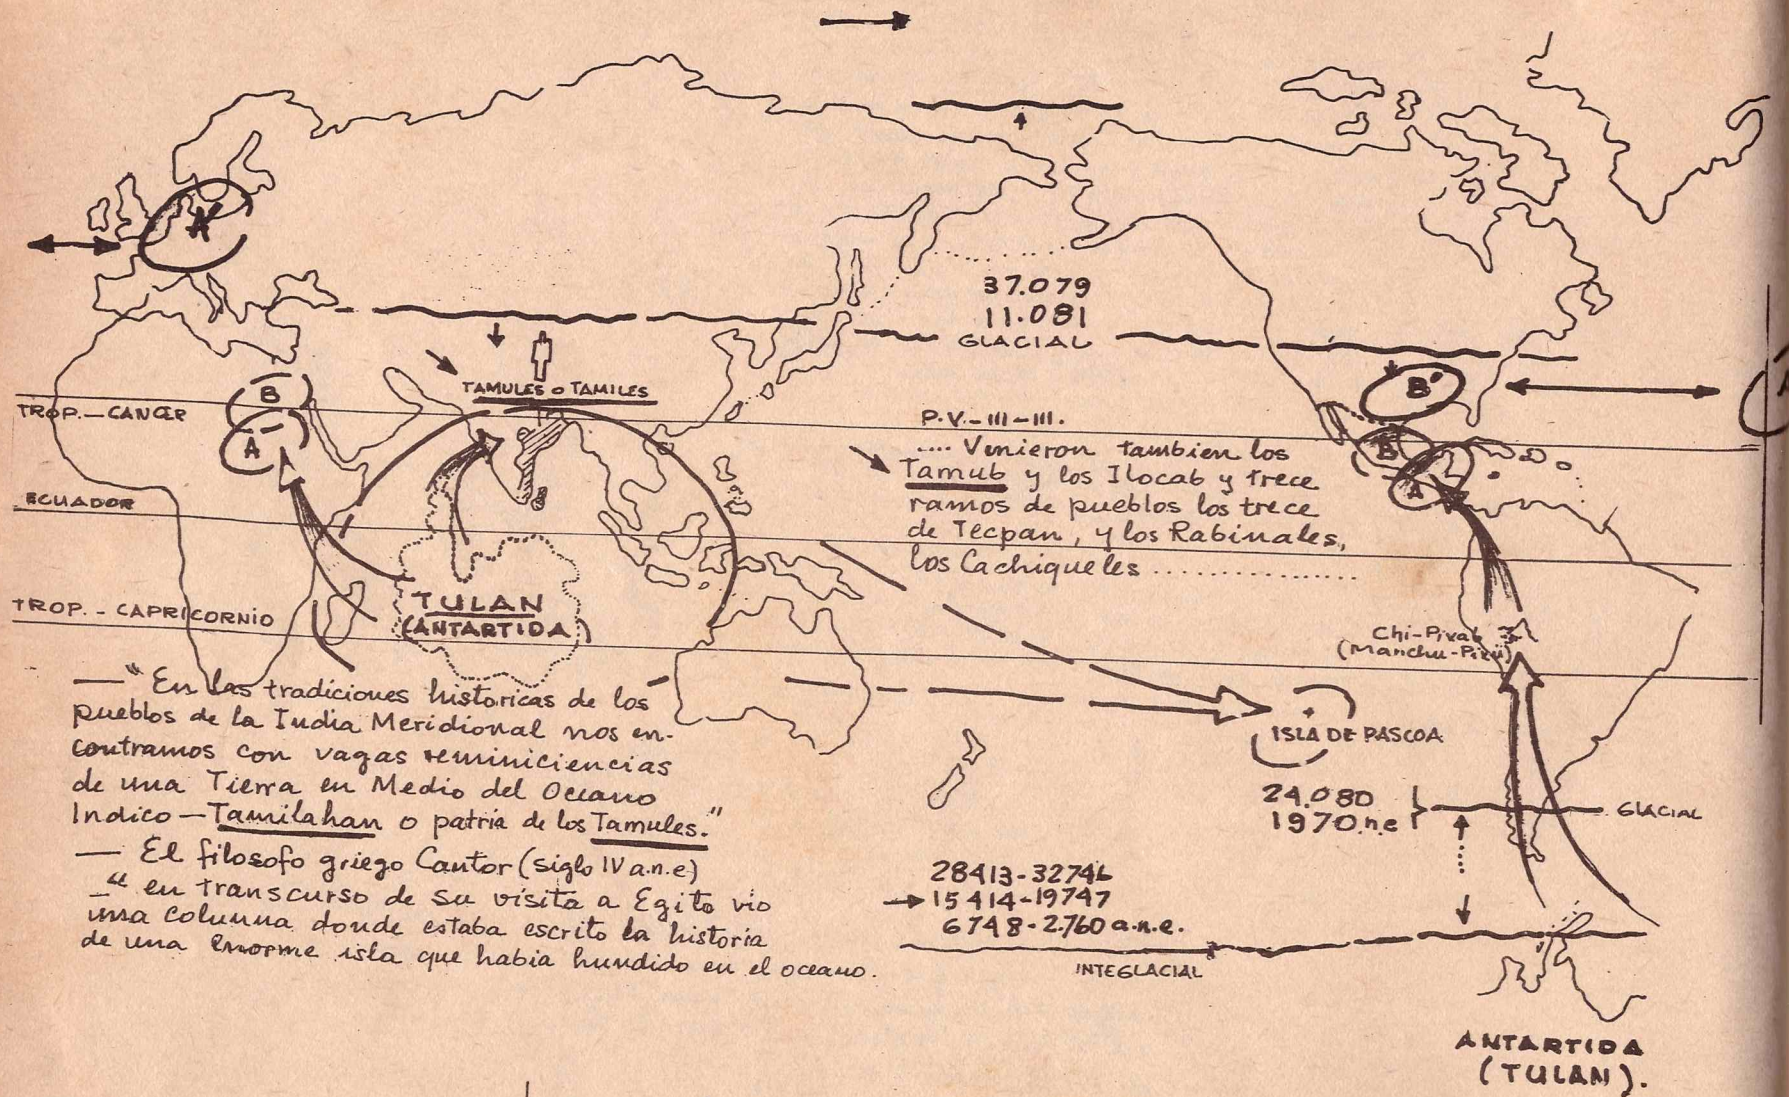 37.079
11.081
GLACIAL
TAMULES o TAMILES
B
A
K
TROP.-CANCER
B'
B
A
P.V.-III-III.
.... Vinieron tambien los
Tamub y los Ilocab y trece
ramos de pueblos los trece
de Tecpan, y los Rabinales,
los Cachiqueles ...............
ECUADOR
TULAN
(ANTARTIDA)
TROP. - CAPRICORNIO
Chi-Pixab
(Manchu-Pixu)
— "En las tradiciones historicas de los
pueblos de la India Meridional nos en-
contramos con vagas reminiciencias
de una Tierra en Medio del Oceano
Indico — Tamilahan o patria de los Tamules."
— El filosofo griego Cantor (siglo IV a.n.e)
_" en transcurso de su visita a Egito vio
una columna donde estaba escrito la historia
de una enorme isla que habia hundido en el oceano.
ISLA DE PASCOA
24.080
1970.n.e
GLACIAL
28413-32746
15414-19747
6748-2.760 a.n.e.
INTEGLACIAL
ANTARTIDA
(TULAN).